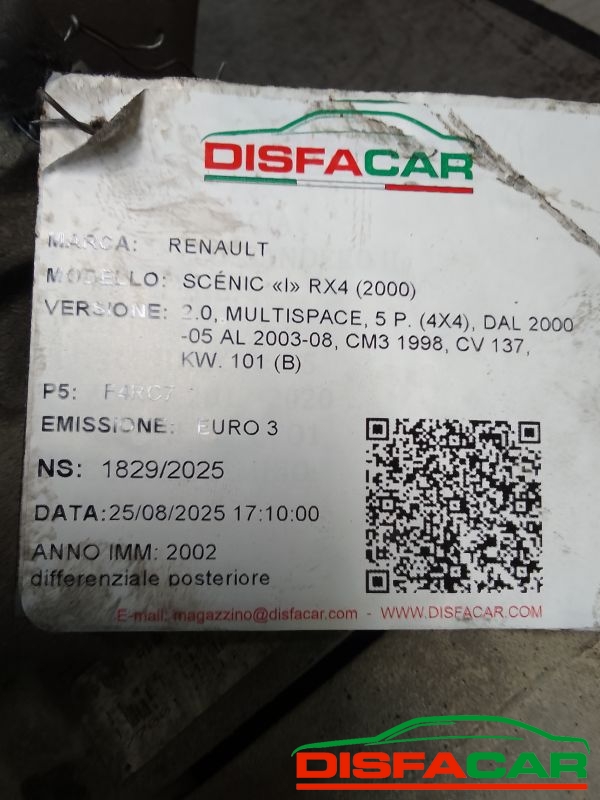 DISFACAR
MARCA: RENAULT
MODELLO: SCÉNIC «I» RX4 (2000)
VERSIONE: 2.0, MULTISPACE, 5 P. (4X4), DAL 2000
-05 AL 2003-08, CM3 1998, CV 137,
KW. 101 (B)
P5: F4RC7
EMISSIONE: EURO 3
NS: 1829/2025
DATA:25/08/2025 17:10:00
ANNO IMM: 2002
differenziale posteriore
E-mail: magazzino@disfacar.com - WWW.DISFACAR.COM
DISFACAR